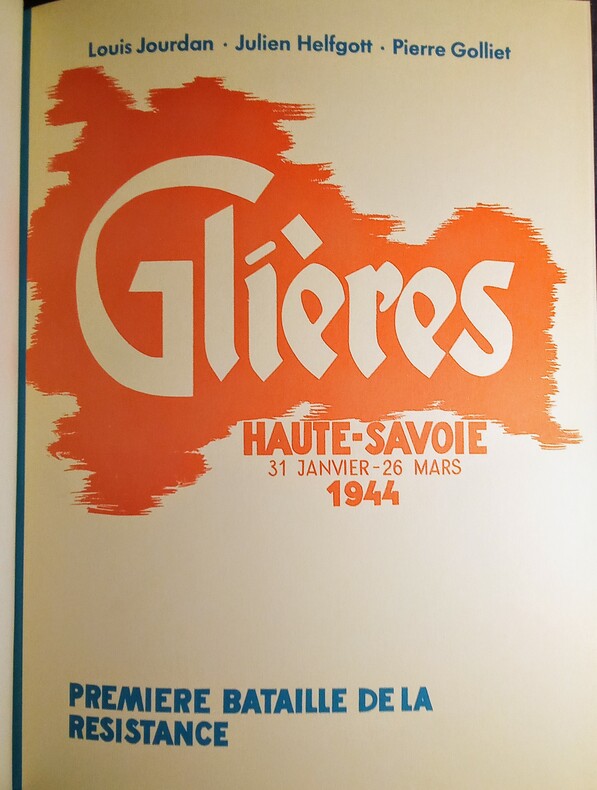 Louis Jourdan · Julien Helfgott · Pierre Golliet
Glières
HAUTE-SAVOIE
31 JANVIER-26 MARS
1944
PREMIERE BATAILLE DE LA
RESISTANCE